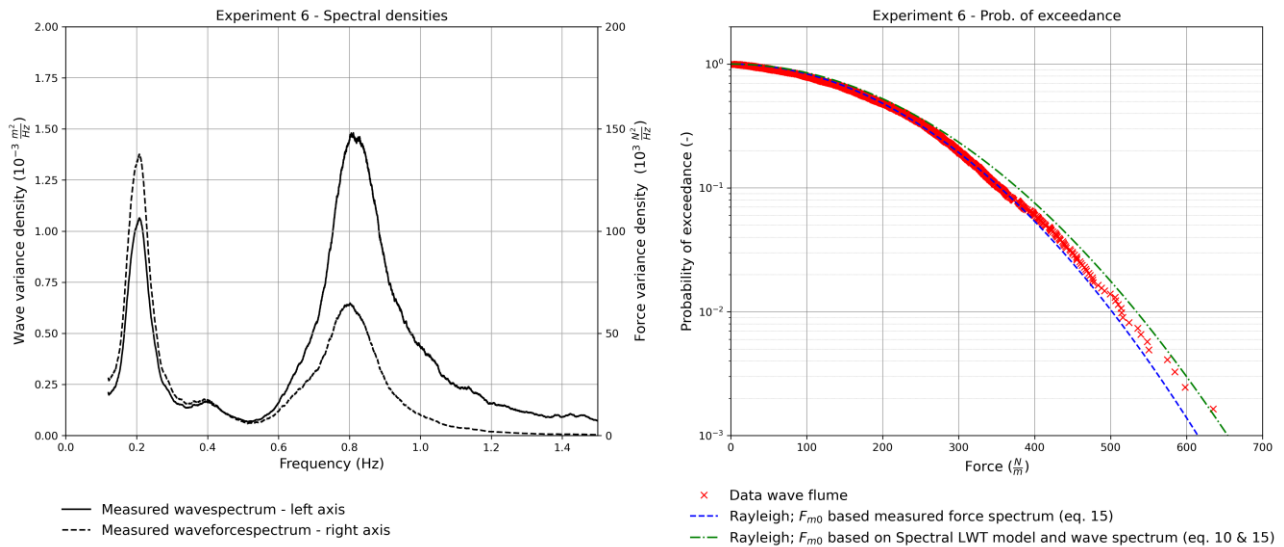 Experiment 6 - Spectral densities
Wave variance density (10⁻³ m²/Hz)
2.00
1.75
1.50
1.25
1.00
0.75
0.50
0.25
0.00
200
150
100
50
0
Force variance density (10³ N²/Hz)
0.0 0.2 0.4 0.6 0.8 1.0 1.2 1.4
Frequency (Hz)
Measured wavespectrum - left axis
Measured waveforcespectrum - right axis
Experiment 6 - Prob. of exceedance
Probability of exceedance (-)
10⁰
10⁻¹
10⁻²
10⁻³
0 100 200 300 400 500 600 700
Force (N/m)
Data wave flume
Rayleigh; Fₘ₀ based measured force spectrum (eq. 15)
Rayleigh; Fₘ₀ based on Spectral LWT model and wave spectrum (eq. 10 & 15)